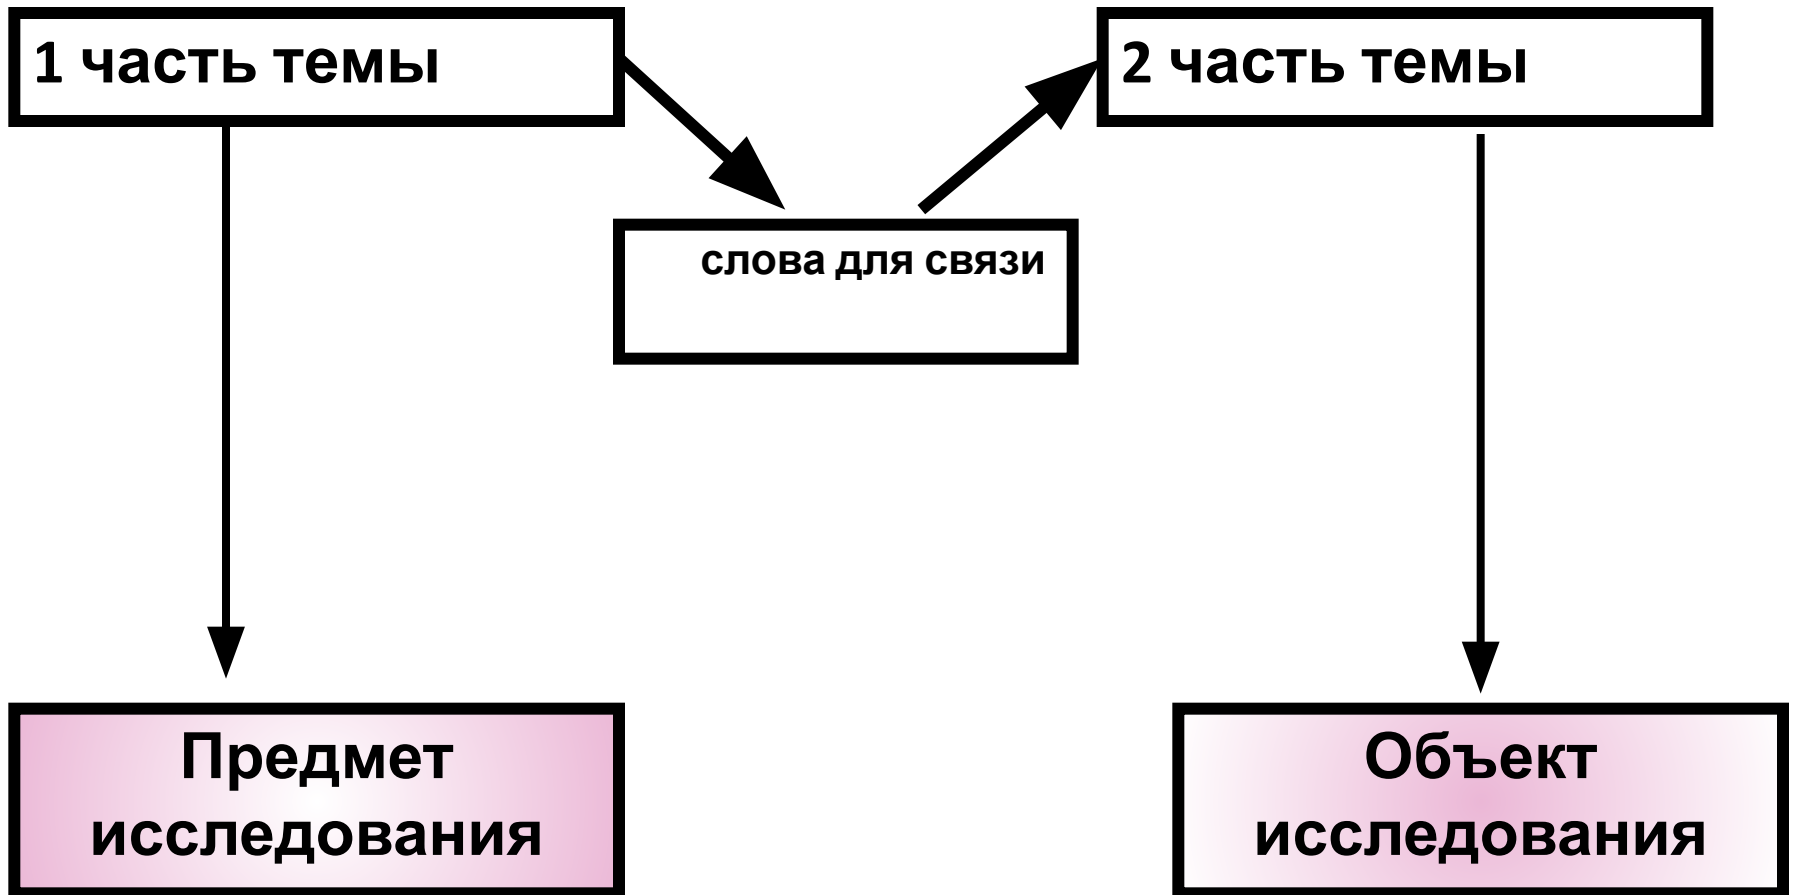 1 часть темы
2 часть темы
слова для связи
Предмет
исследования
Объект
исследования